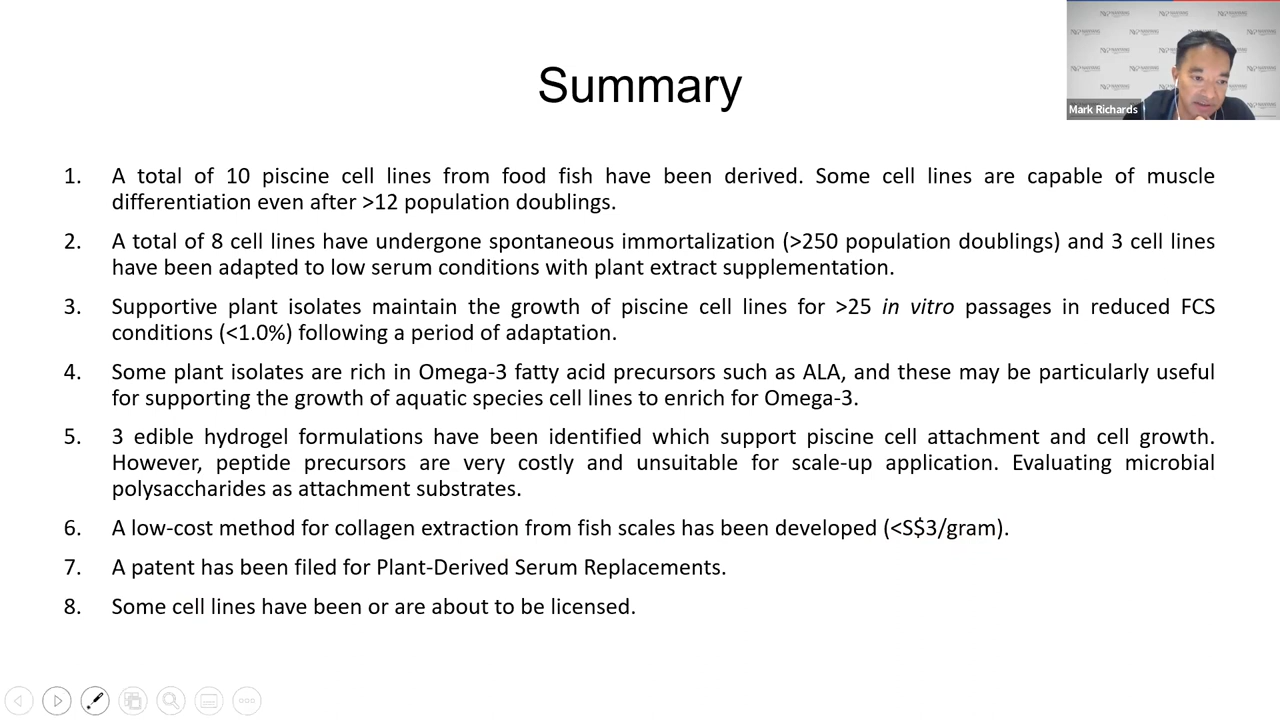 Summary
Mark Richards
1. A total of 10 piscine cell lines from food fish have been derived. Some cell lines are capable of muscle
differentiation even after >12 population doublings.
2. A total of 8 cell lines have undergone spontaneous immortalization (>250 population doublings) and 3 cell lines
have been adapted to low serum conditions with plant extract supplementation.
3. Supportive plant isolates maintain the growth of piscine cell lines for >25 in vitro passages in reduced FCS
conditions (<1.0%) following a period of adaptation.
4. Some plant isolates are rich in Omega-3 fatty acid precursors such as ALA, and these may be particularly useful
for supporting the growth of aquatic species cell lines to enrich for Omega-3.
5. 3 edible hydrogel formulations have been identified which support piscine cell attachment and cell growth.
However, peptide precursors are very costly and unsuitable for scale-up application. Evaluating microbial
polysaccharides as attachment substrates.
6. A low-cost method for collagen extraction from fish scales has been developed (<S$3/gram).
7. A patent has been filed for Plant-Derived Serum Replacements.
8. Some cell lines have been or are about to be licensed.